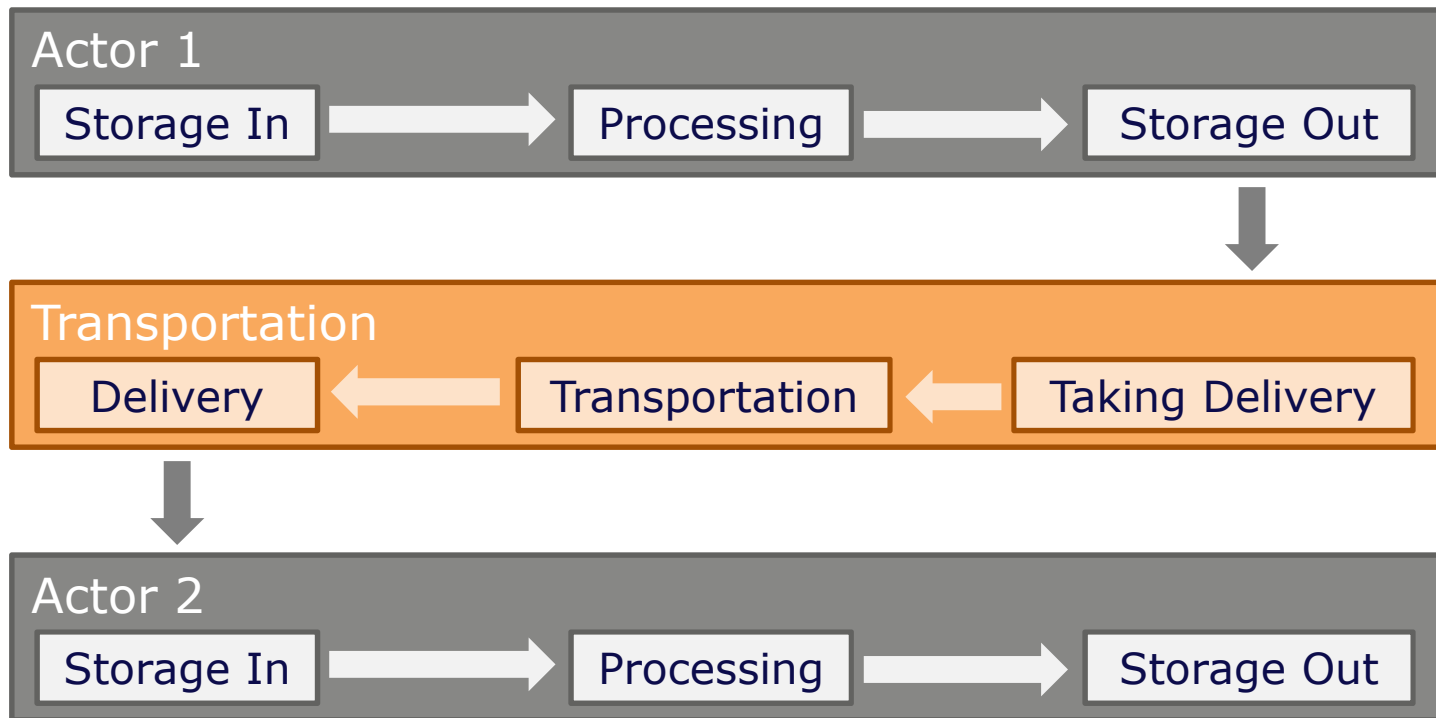 Actor 1
Storage In Processing Storage Out
Transportation
Delivery Transportation Taking Delivery
Actor 2
Storage In Processing Storage Out